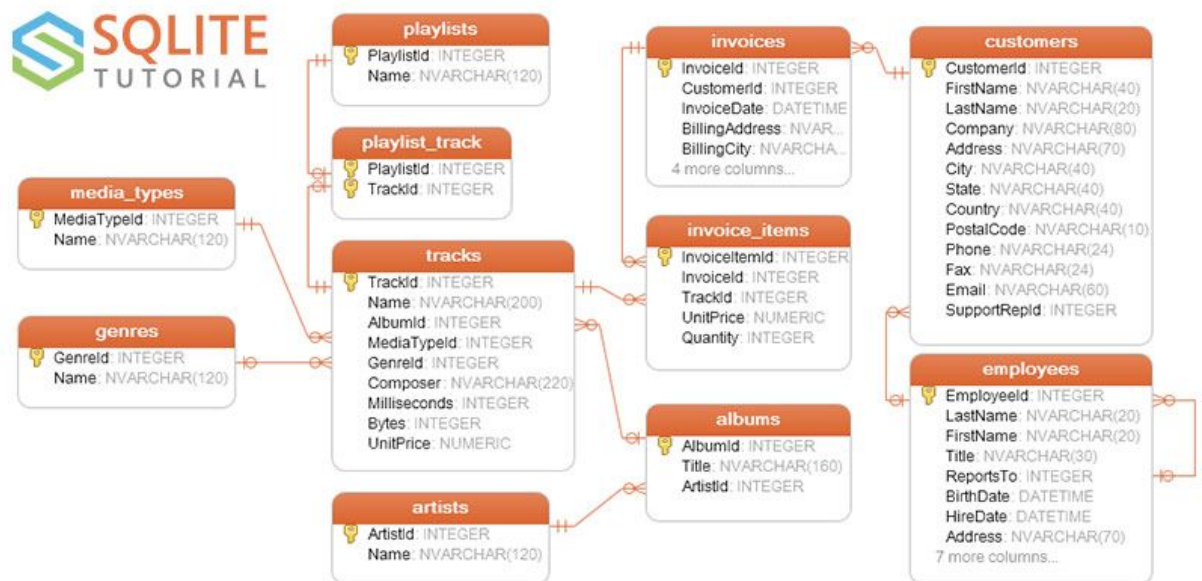 SQLITE
TUTORIAL
playlists
PlaylistId: INTEGER
Name: NVARCHAR(120)
playlist_track
PlaylistId: INTEGER
TrackId: INTEGER
media_types
MediaTypeId: INTEGER
Name: NVARCHAR(120)
genres
GenreId: INTEGER
Name: NVARCHAR(120)
tracks
TrackId: INTEGER
Name: NVARCHAR(200)
AlbumId: INTEGER
MediaTypeId: INTEGER
GenreId: INTEGER
Composer: NVARCHAR(220)
Milliseconds: INTEGER
Bytes: INTEGER
UnitPrice: NUMERIC
artists
ArtistId: INTEGER
Name: NVARCHAR(120)
invoices
InvoiceId: INTEGER
CustomerId: INTEGER
InvoiceDate: DATETIME
BillingAddress: NVAR...
BillingCity: NVARCHA...
4 more columns...
invoice_items
InvoiceItemId: INTEGER
InvoiceId: INTEGER
TrackId: INTEGER
UnitPrice: NUMERIC
Quantity: INTEGER
albums
AlbumId: INTEGER
Title: NVARCHAR(160)
ArtistId: INTEGER
customers
CustomerId: INTEGER
FirstName: NVARCHAR(40)
LastName: NVARCHAR(20)
Company: NVARCHAR(80)
Address: NVARCHAR(70)
City: NVARCHAR(40)
State: NVARCHAR(40)
Country: NVARCHAR(40)
PostalCode: NVARCHAR(10)
Phone: NVARCHAR(24)
Fax: NVARCHAR(24)
Email: NVARCHAR(60)
SupportRepId: INTEGER
employees
EmployeeId: INTEGER
LastName: NVARCHAR(20)
FirstName: NVARCHAR(20)
Title: NVARCHAR(30)
ReportsTo: INTEGER
BirthDate: DATETIME
HireDate: DATETIME
Address: NVARCHAR(70)
7 more columns...